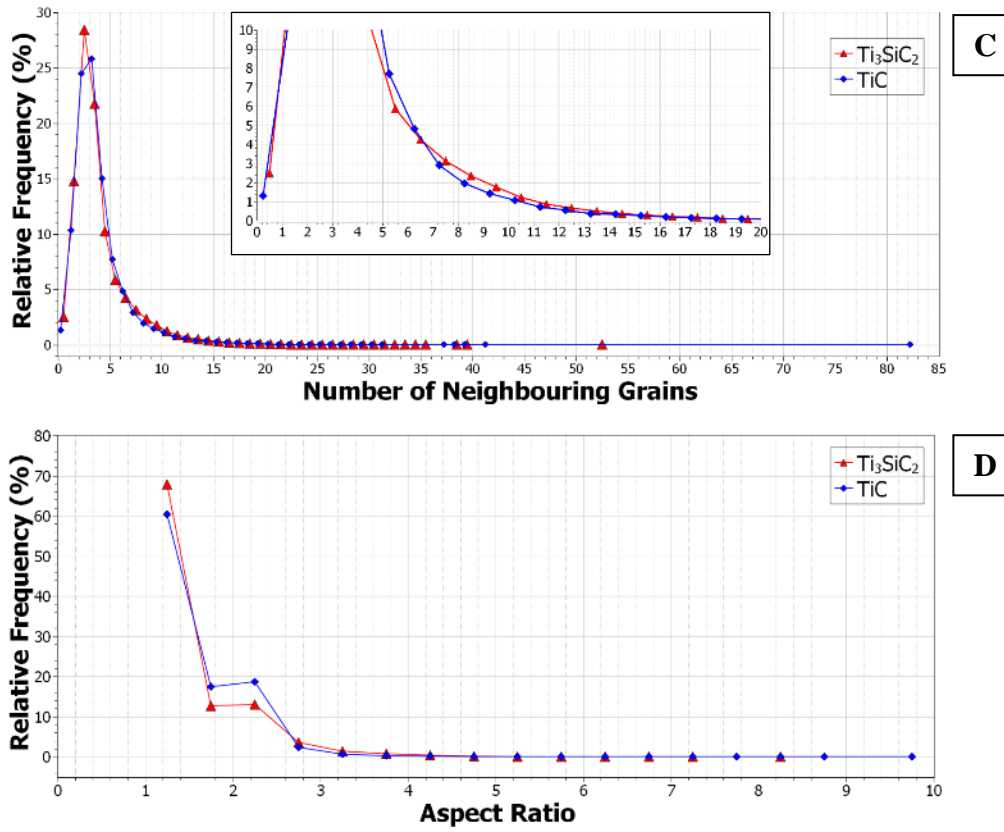 C
Relative Frequency (%)
30
25
20
15
10
5
0
10
9
8
7
6
5
4
3
2
1
0
0 1 2 3 4 5 6 7 8 9 10 11 12 13 14 15 16 17 18 19 20
Ti₃SiC₂
TiC
0 5 10 15 20 25 30 35 40 45 50 55 60 65 70 75 80 85
Number of Neighbouring Grains
D
Relative Frequency (%)
80
70
60
50
40
30
20
10
0
Ti₃SiC₂
TiC
0 1 2 3 4 5 6 7 8 9 10
Aspect Ratio